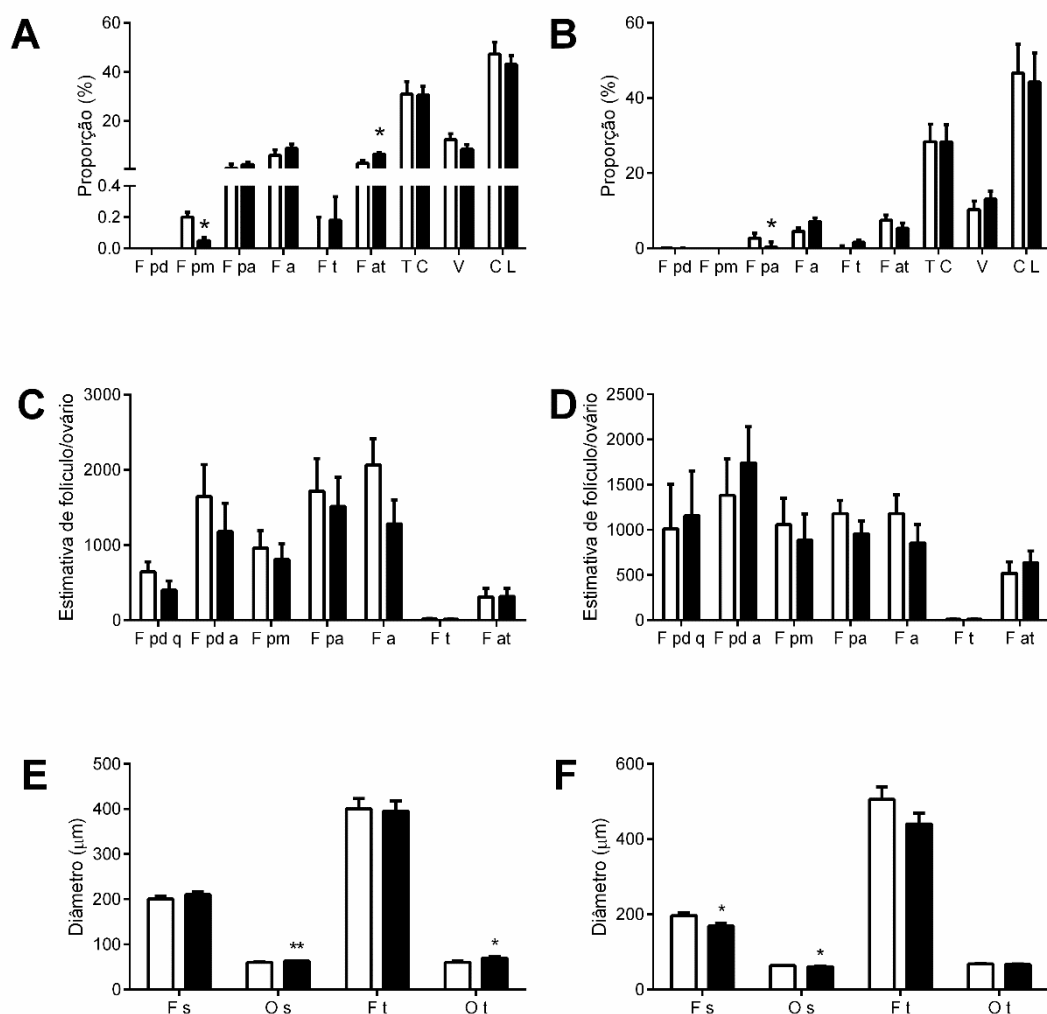 A
Proporção (%)
60
40
20
0.4
0.2
0.0
*
*
F pd F pm F pa F a F t F at T C V C L
B
Proporção (%)
60
40
20
0
*
F pd F pm F pa F a F t F at T C V C L
C
Estimativa de folículo/ovário
3000
2000
1000
0
F pd q F pd a F pm F pa F a F t F at
D
Estimativa de folículo/ovário
2500
2000
1500
1000
500
0
F pd q F pd a F pm F pa F a F t F at
E
Diâmetro (µm)
500
400
300
200
100
0
**
*
F s O s F t O t
F
Diâmetro (µm)
600
400
200
0
*
*
F s O s F t O t